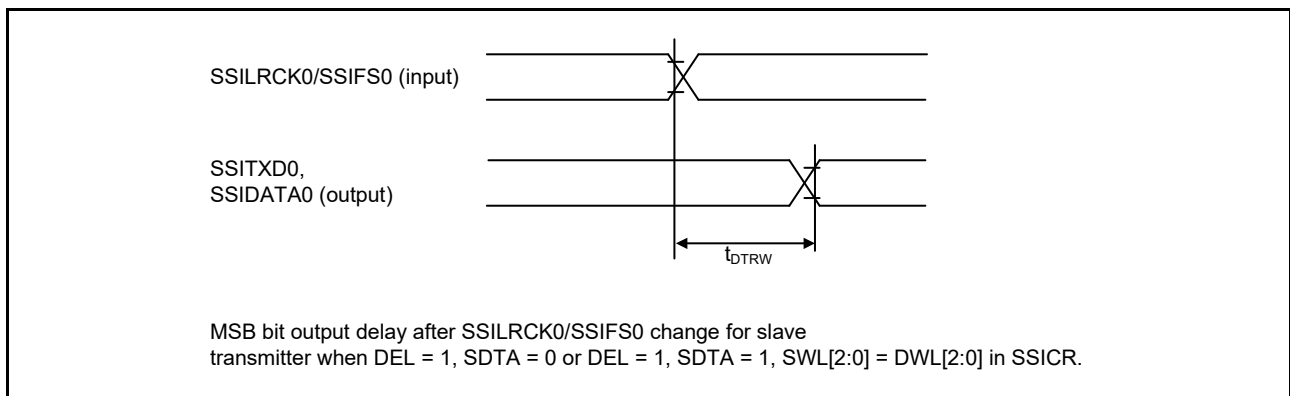 SSILRCK0/SSIFS0 (input)
SSITXD0,
SSIDATA0 (output)
tDTRW
MSB bit output delay after SSILRCK0/SSIFS0 change for slave
transmitter when DEL = 1, SDTA = 0 or DEL = 1, SDTA = 1, SWL[2:0] = DWL[2:0] in SSICR.